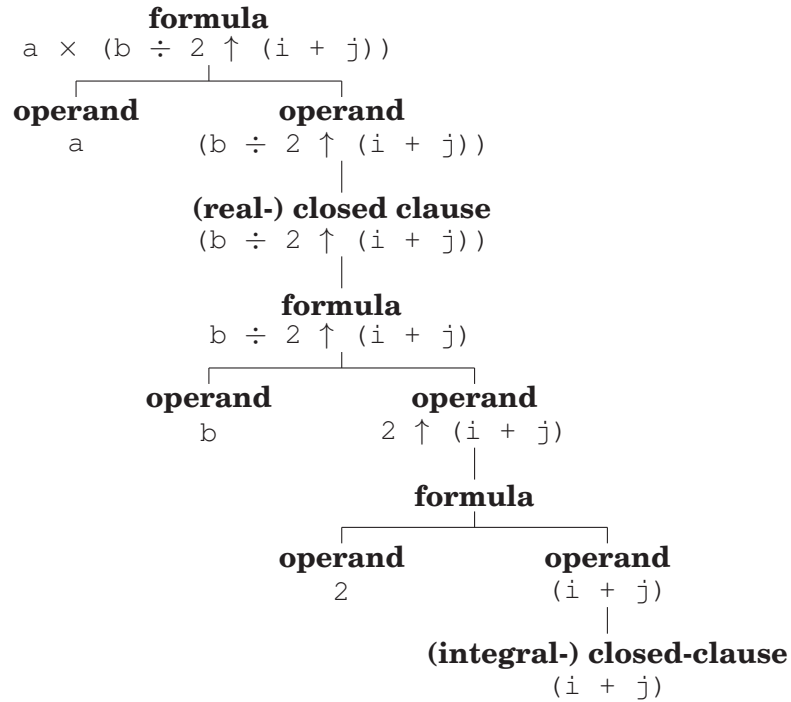 formula
a × (b ÷ 2 ↑ (i + j))
operand operand
a (b ÷ 2 ↑ (i + j))
(real-) closed clause
(b ÷ 2 ↑ (i + j))
formula
b ÷ 2 ↑ (i + j)
operand operand
b 2 ↑ (i + j)
formula
operand operand
2 (i + j)
(integral-) closed-clause
(i + j)